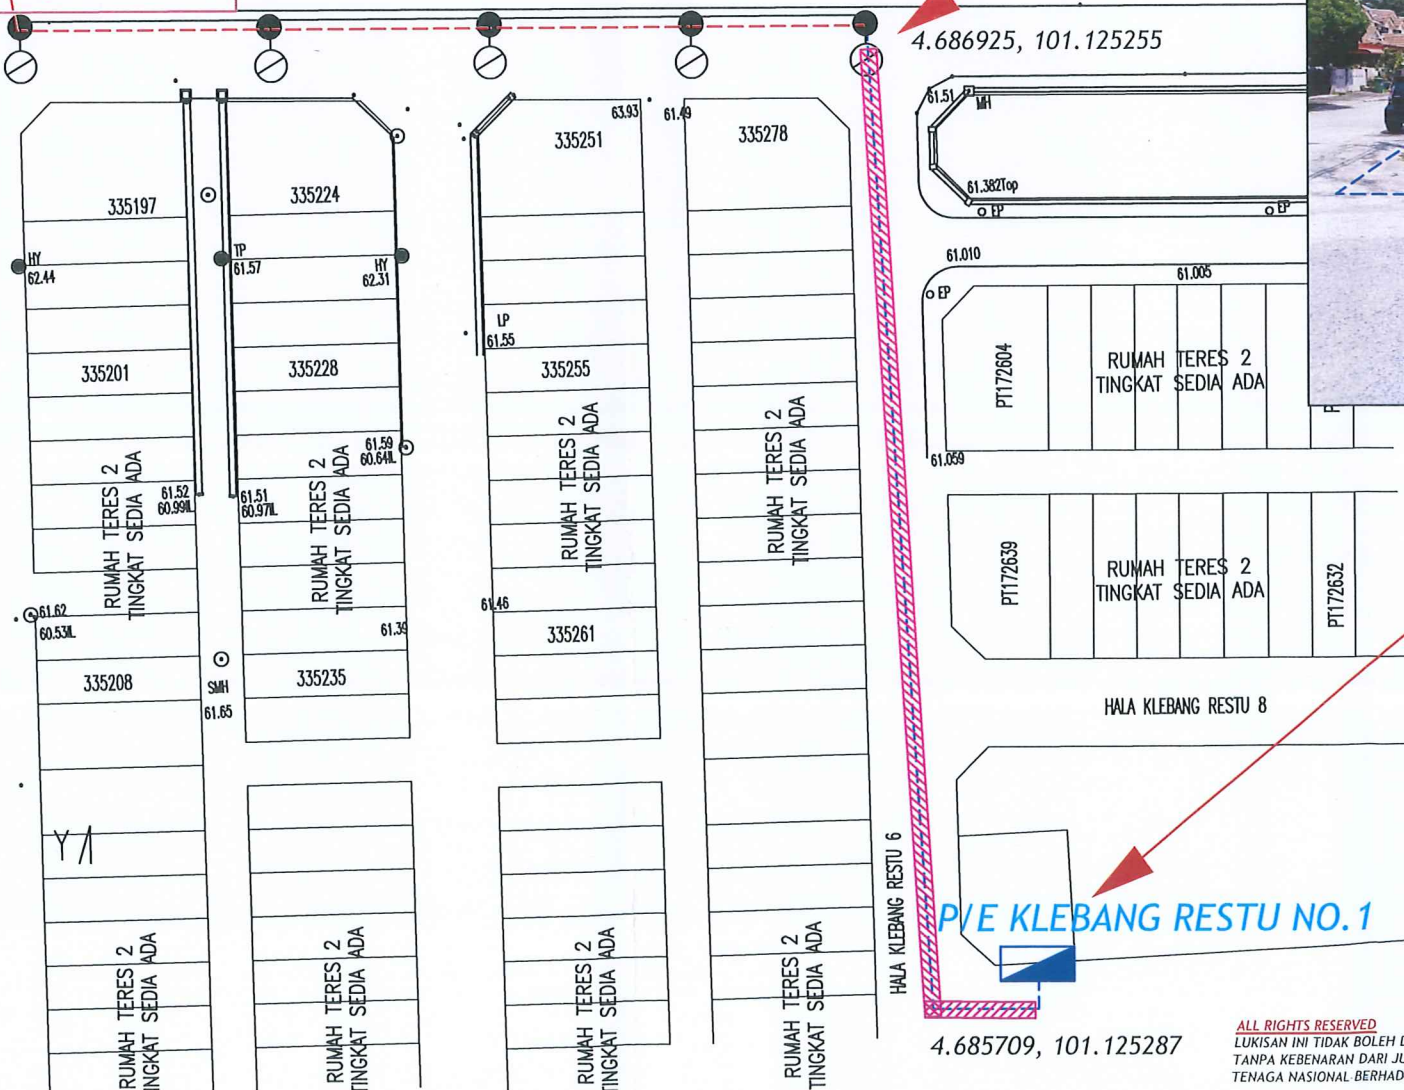 4.686925, 101.125255
61.51
MH
63.93
61.49
335251
335278
335197
335224
61.382Top
EP
EP
HY
62.44
TP
61.57
HY
62.31
61.010
61.005
EP
LP
61.55
335201
335228
335255
PT172604
RUMAH TERES 2
TINGKAT SEDIA ADA
61.59
60.64IL
61.059
RUMAH TERES 2
TINGKAT SEDIA ADA
RUMAH TERES 2
TINGKAT SEDIA ADA
RUMAH TERES 2
TINGKAT SEDIA ADA
RUMAH TERES 2
TINGKAT SEDIA ADA
61.52
60.99IL
61.51
60.97IL
PT172639
RUMAH TERES 2
TINGKAT SEDIA ADA
PT172632
61.62
60.53IL
61.39
61.46
335261
335208
SMH
61.65
335235
HALA KLEBANG RESTU 8
Y/1
HALA KLEBANG RESTU 6
P/E KLEBANG RESTU NO.1
RUMAH TERES 2
TINGKAT SEDIA ADA
RUMAH TERES 2
TINGKAT SEDIA ADA
RUMAH TERES 2
TINGKAT SEDIA ADA
RUMAH TERES 2
TINGKAT SEDIA ADA
4.685709, 101.125287
ALL RIGHTS RESERVED
LUKISAN INI TIDAK BOLEH
TANPA KEBENARAN DARI
TENAGA NASIONAL BERHAD